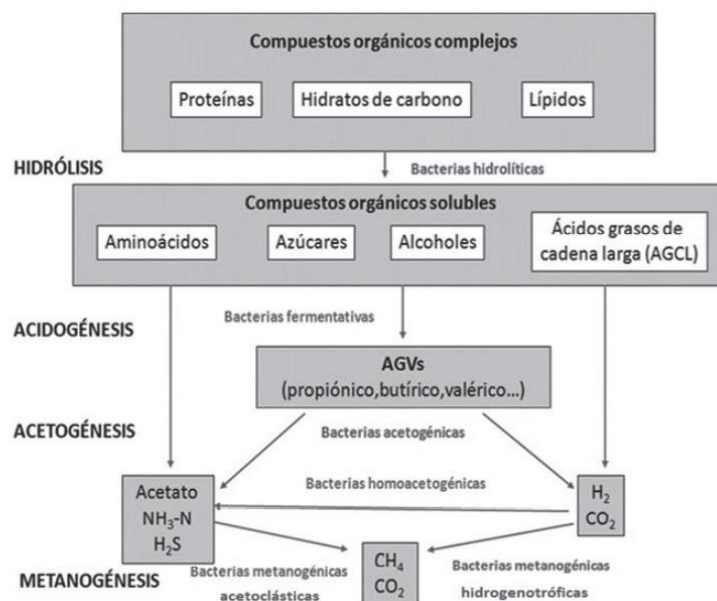 Compuestos orgánicos complejos
Proteínas
Hidratos de carbono
Lípidos
HIDRÓLISIS
Bacterias hidrolíticas
Compuestos orgánicos solubles
Aminoácidos
Azúcares
Alcoholes
Ácidos grasos de
cadena larga (AGCL)
ACIDOGÉNESIS
Bacterias fermentativas
AGVs
(propiónico,butírico,valérico...)
ACETOGÉNESIS
Bacterias acetogénicas
Acetato
NH₃-N
H₂S
Bacterias homoacetogénicas
H₂
CO₂
METANOGÉNESIS
Bacterias metanogénicas
acetoclásticas
CH₄
CO₂
Bacterias metanogénicas
hidrogenotróficas